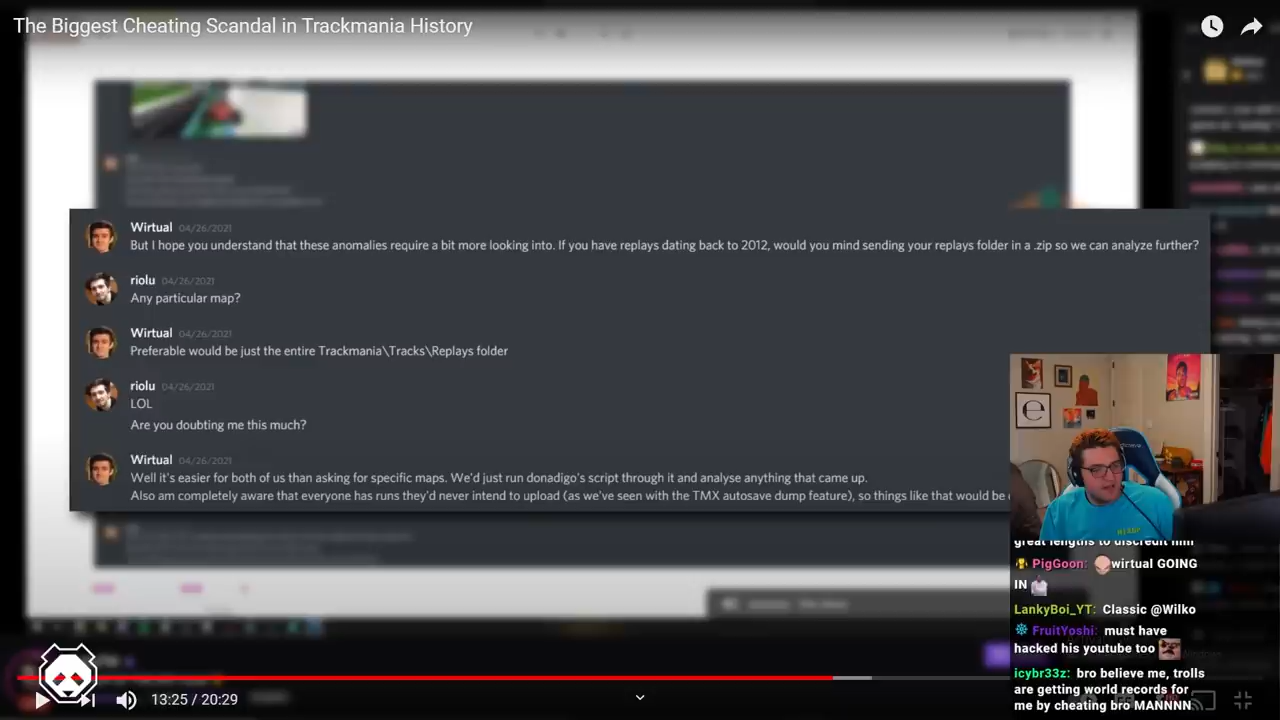 The Biggest Cheating Scandal in Trackmania History
Wirtual 04/26/2021
But I hope you understand that these anomalies require a bit more looking into. If you have replays dating back to 2012, would you mind sending your replays folder in a .zip so we can analyze further?
riolu 04/26/2021
Any particular map?
Wirtual 04/26/2021
Preferable would be just the entire Trackmania\Tracks\Replays folder
riolu 04/26/2021
LOL
Are you doubting me this much?
Wirtual 04/26/2021
Well it's easier for both of us than asking for specific maps. We'd just run donadigo's script through it and analyse anything that came up.
Also am completely aware that everyone has runs they'd never intend to upload (as we've seen with the TMX autosave dump feature), so things like that would be
e
great lengths to discredit him
PigGoon: wirtual GOING
IN
LankyBoi_YT: Classic @Wilko
FruitYoshi: must have
hacked his youtube too
icybr33z: bro believe me, trolls
are getting world records for
me by cheating bro MANNNN
13:25 / 20:29